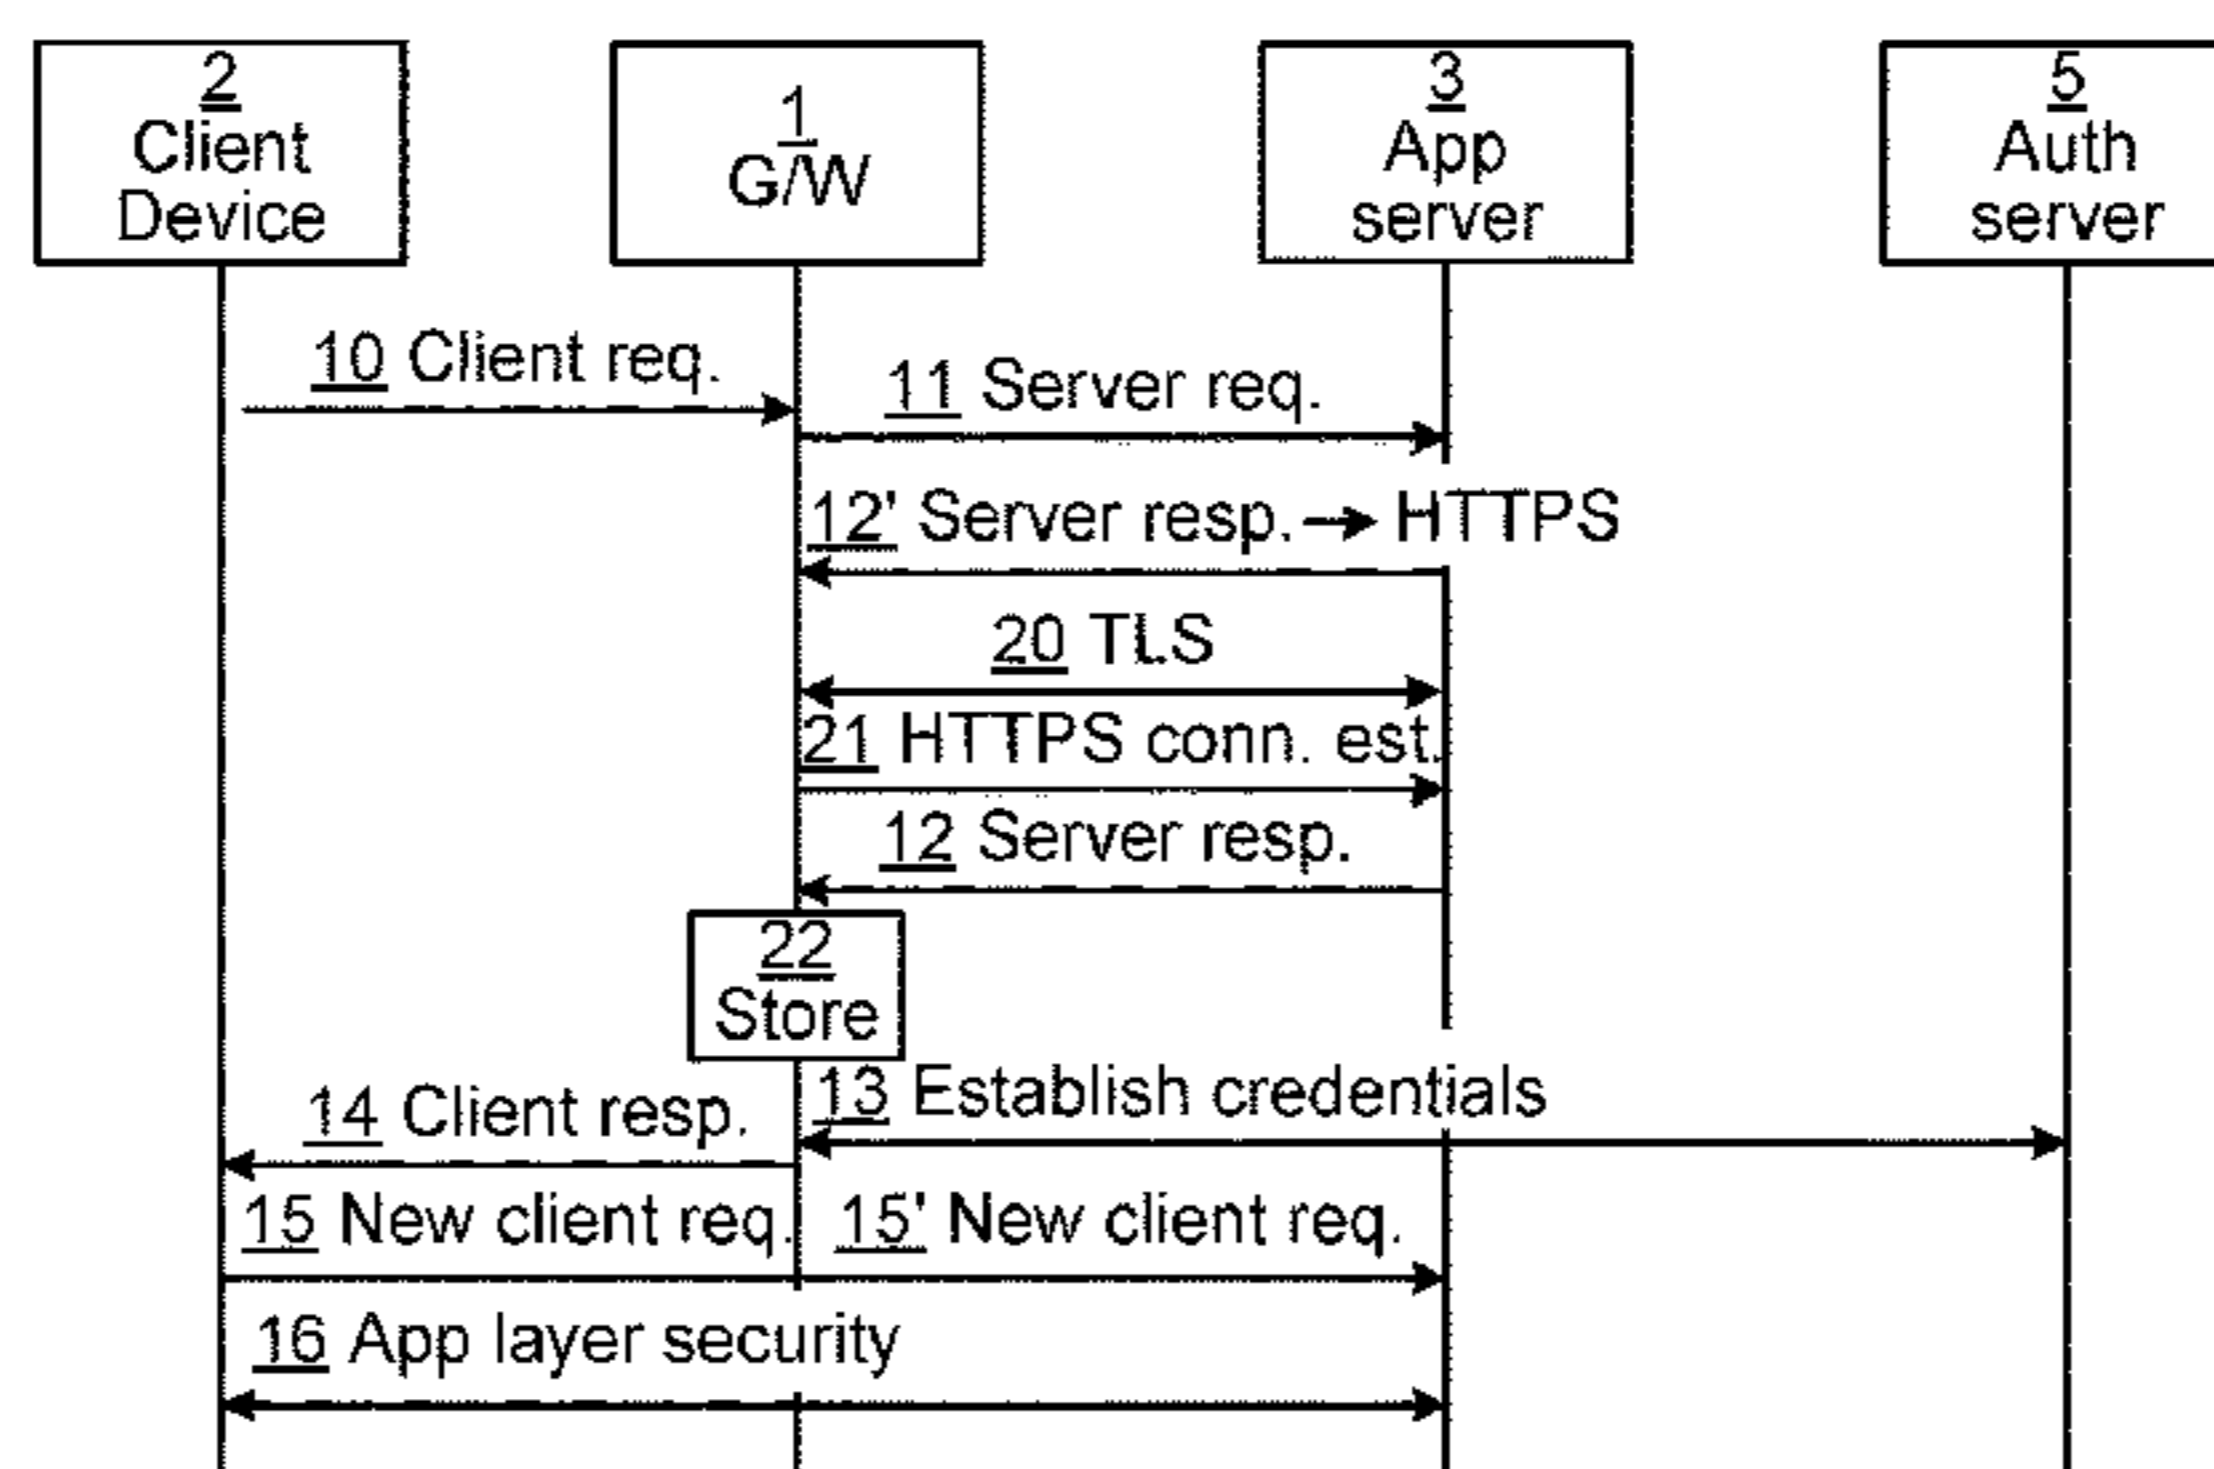 2
Client
Device
1
G/W
3
App
server
5
Auth
server
10 Client req.
11 Server req.
12' Server resp. → HTTPS
20 TLS
21 HTTPS conn. est.
12 Server resp.
22
Store
13 Establish credentials
14 Client resp.
15 New client req.
15' New client req.
16 App layer security